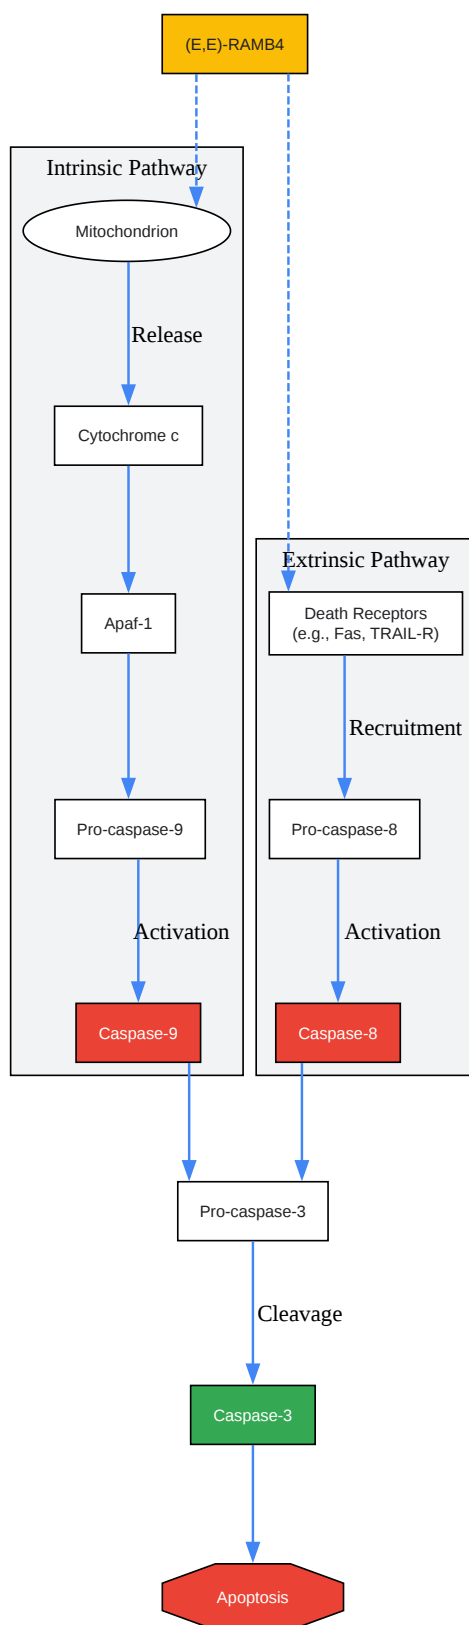 (E,E)-RAMB4
Intrinsic Pathway
Mitochondrion
Release
Cytochrome c
Apaf-1
Pro-caspase-9
Activation
Caspase-9
Extrinsic Pathway
Death Receptors
(e.g., Fas, TRAIL-R)
Recruitment
Pro-caspase-8
Activation
Caspase-8
Pro-caspase-3
Cleavage
Caspase-3
Apoptosis